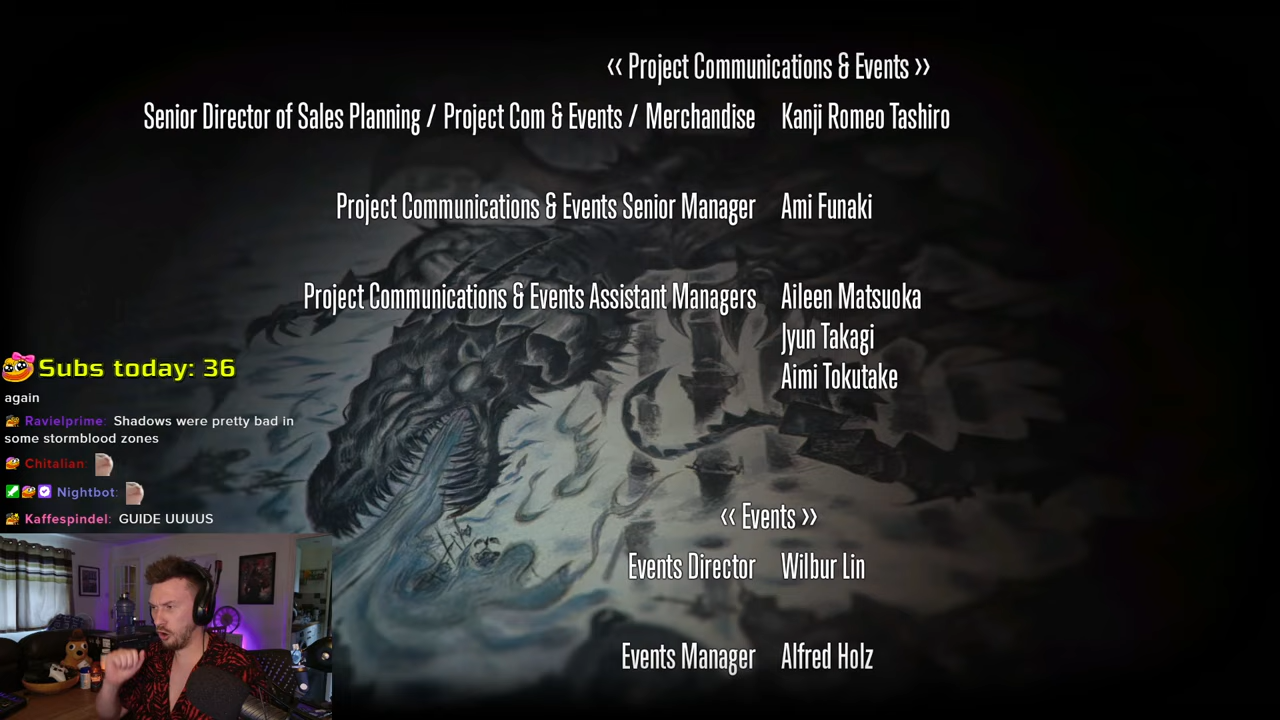 ‹‹ Project Communications & Events ››
Senior Director of Sales Planning / Project Com & Events / Merchandise Kanji Romeo Tashiro
Project Communications & Events Senior Manager Ami Funaki
Project Communications & Events Assistant Managers Aileen Matsuoka
Jyun Takagi
Aimi Tokutake
Subs today: 36
again
Ravielprime: Shadows were pretty bad in
some stormblood zones
Chitalian:
Nightbot:
Kaffespindel: GUIDE UUUUS
‹‹ Events ››
Events Director Wilbur Lin
Events Manager Alfred Holz